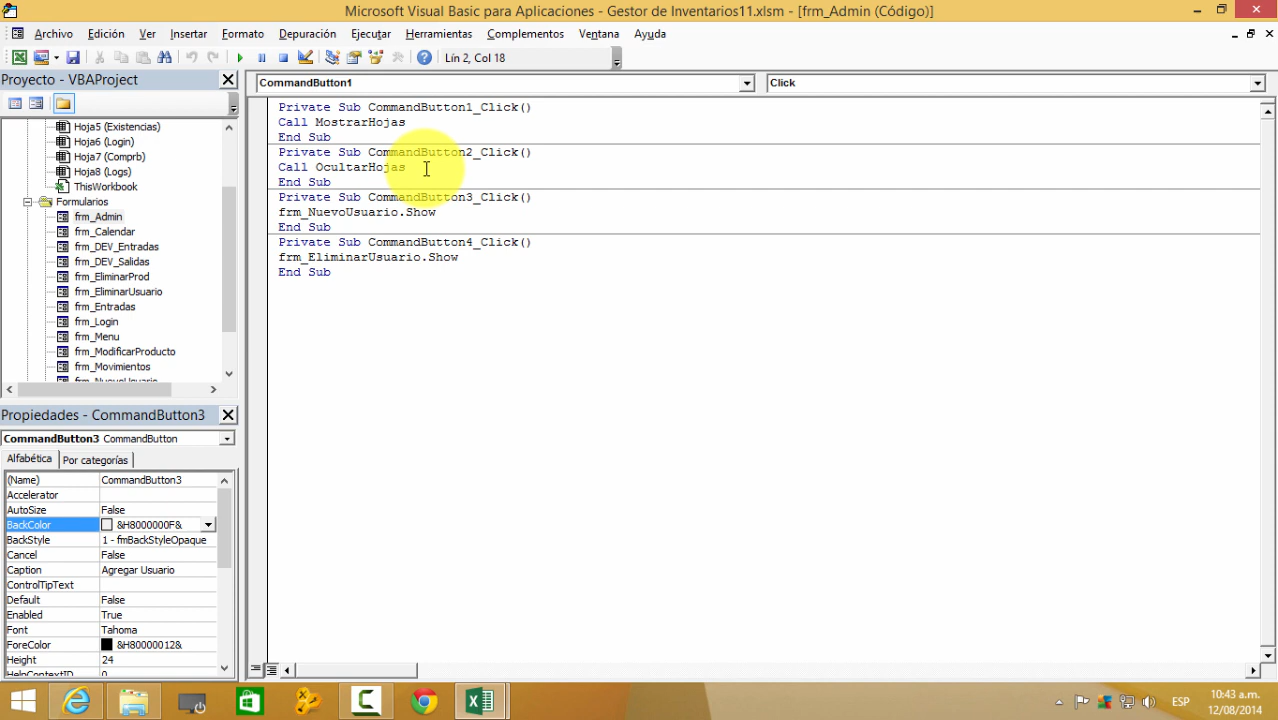 Microsoft Visual Basic para Aplicaciones - Gestor de Inventarios11.xlsm - [frm_Admin (Código)]
Archivo Edición Ver Insertar Formato Depuración Ejecutar Herramientas Complementos Ventana Ayuda
Lín 2, Col 18
Proyecto - VBAProject
Hoja5 (Existencias)
Hoja6 (Login)
Hoja7 (Comprb)
Hoja8 (Logs)
ThisWorkbook
Formularios
frm_Admin
frm_Calendar
frm_DEV_Entradas
frm_DEV_Salidas
frm_EliminarProd
frm_EliminarUsuario
frm_Entradas
frm_Login
frm_Menu
frm_ModificarProducto
frm_Movimientos
frm_NuevoUsuario
Propiedades - CommandButton3
CommandButton3 CommandButton
Alfabética Por categorías
(Name) CommandButton3
Accelerator
AutoSize False
BackColor &H8000000F&
BackStyle 1 - fmBackStyleOpaque
Cancel False
Caption Agregar Usuario
ControlTipText
Default False
Enabled True
Font Tahoma
ForeColor &H80000012&
Height 24
HelpContextID 0
CommandButton1 Click
Private Sub CommandButton1_Click()
Call MostrarHojas
End Sub
Private Sub CommandButton2_Click()
Call OcultarHojas
End Sub
Private Sub CommandButton3_Click()
frm_NuevoUsuario.Show
End Sub
Private Sub CommandButton4_Click()
frm_EliminarUsuario.Show
End Sub
ESP
10:43 a.m.
12/08/2014